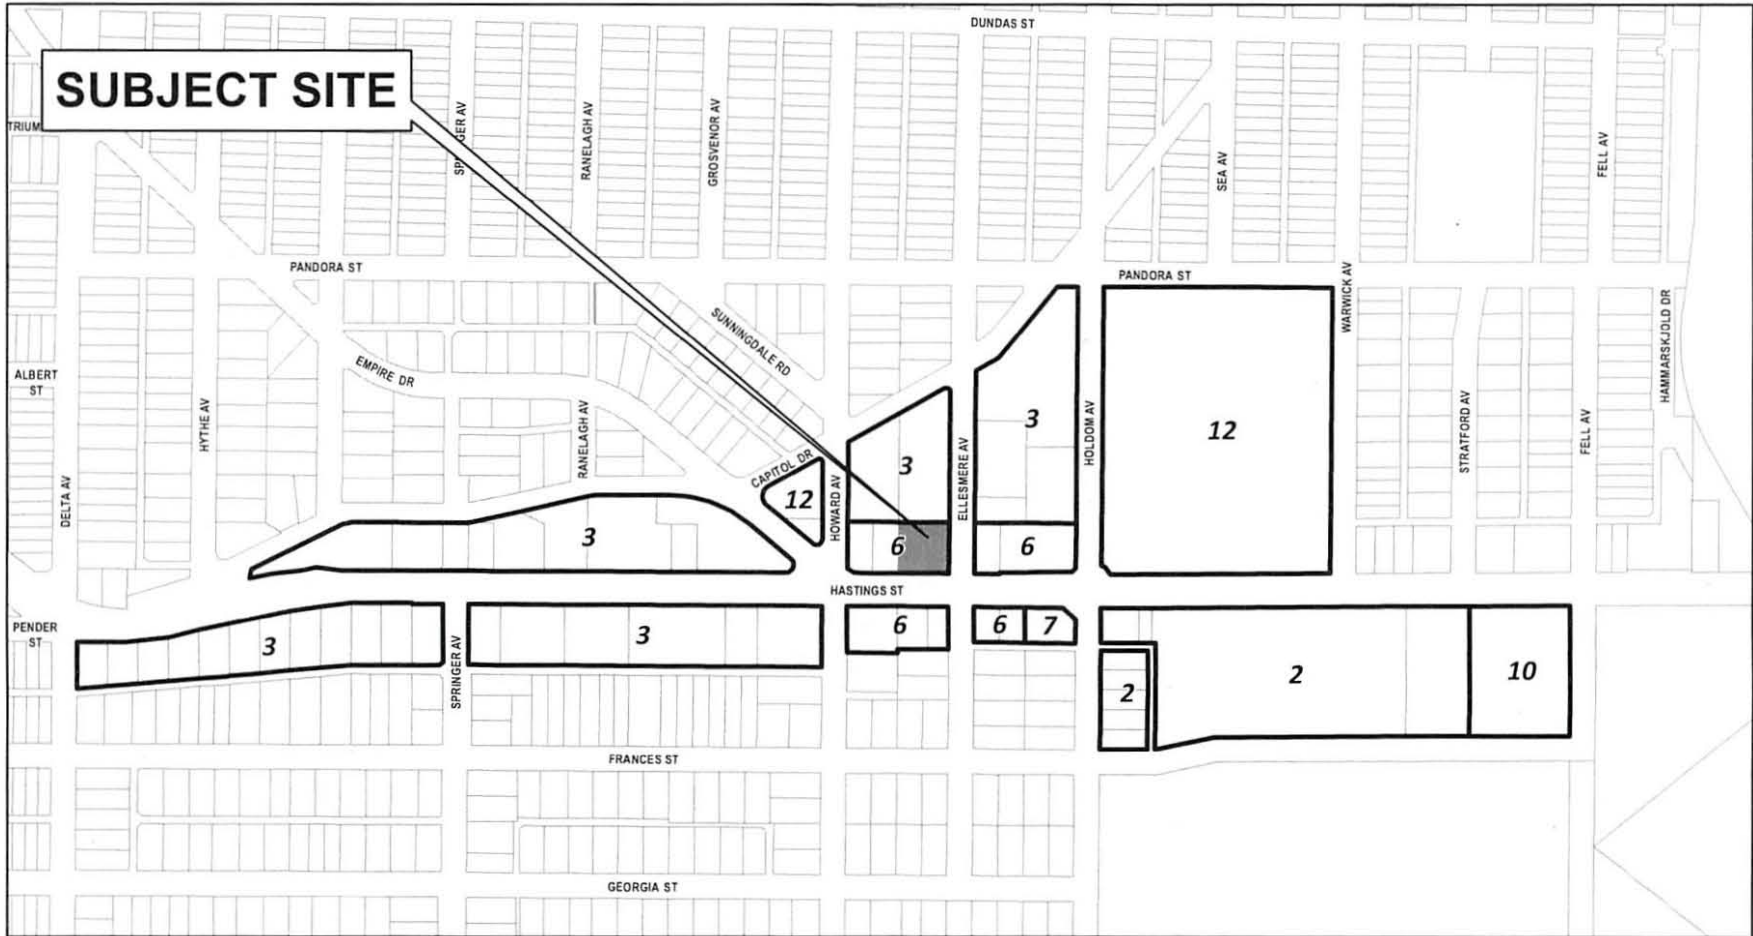 DUNDAS ST
SUBJECT SITE
TRIUM
SPRINGER AV
RANELAGH AV
GROSVENOR AV
SEA AV
FELL AV
PANDORA ST
PANDORA ST
WARWICK AV
HAMMARSKJOLD DR
SUNNINGDALE RD
EMPIRE DR
ALBERT
ST
HYTHE AV
RANELAGH AV
CAPITOL DR
DELTA AV
HOWARD AV
ELLESMERE AV
HOLDOM AV
STRATFORD AV
FELL AV
3
12
3
12
3
6
6
HASTINGS ST
PENDER
ST
3
SPRINGER AV
3
6
6
7
2
2
10
FRANCES ST
GEORGIA ST